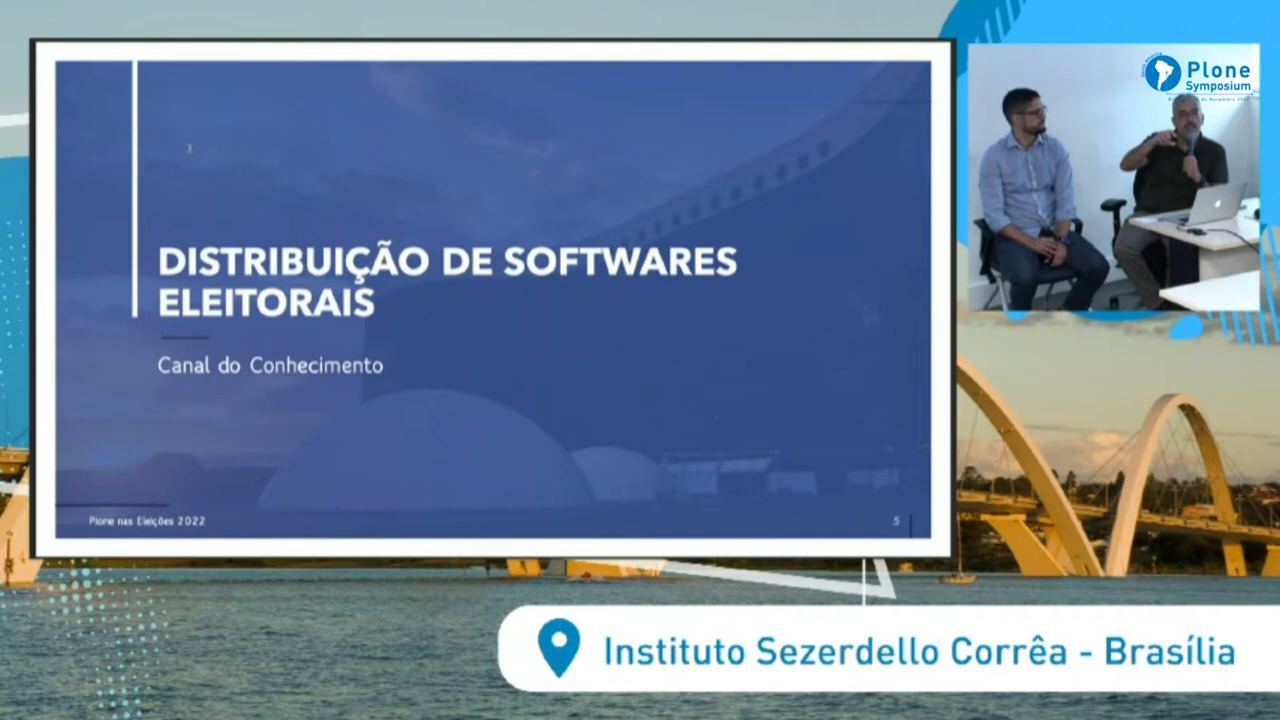 DISTRIBUIÇÃO DE SOFTWARES
ELEITORAIS
Canal do Conhecimento
Plone nas Eleições 2022
5
Plone
Symposium
Instituto Sezerdello Corrêa - Brasília